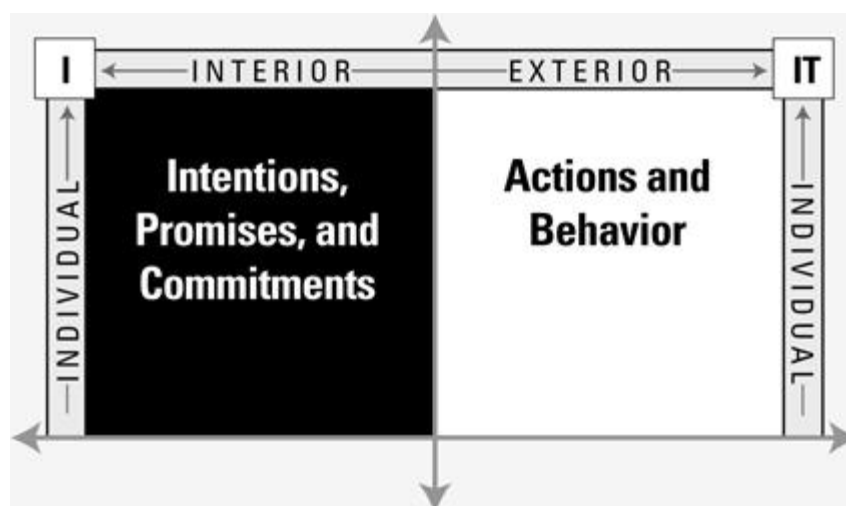 I
INTERIOR
EXTERIOR
IT
INDIVIDUAL
Intentions,
Promises, and
Commitments
Actions and
Behavior
INDIVIDUAL